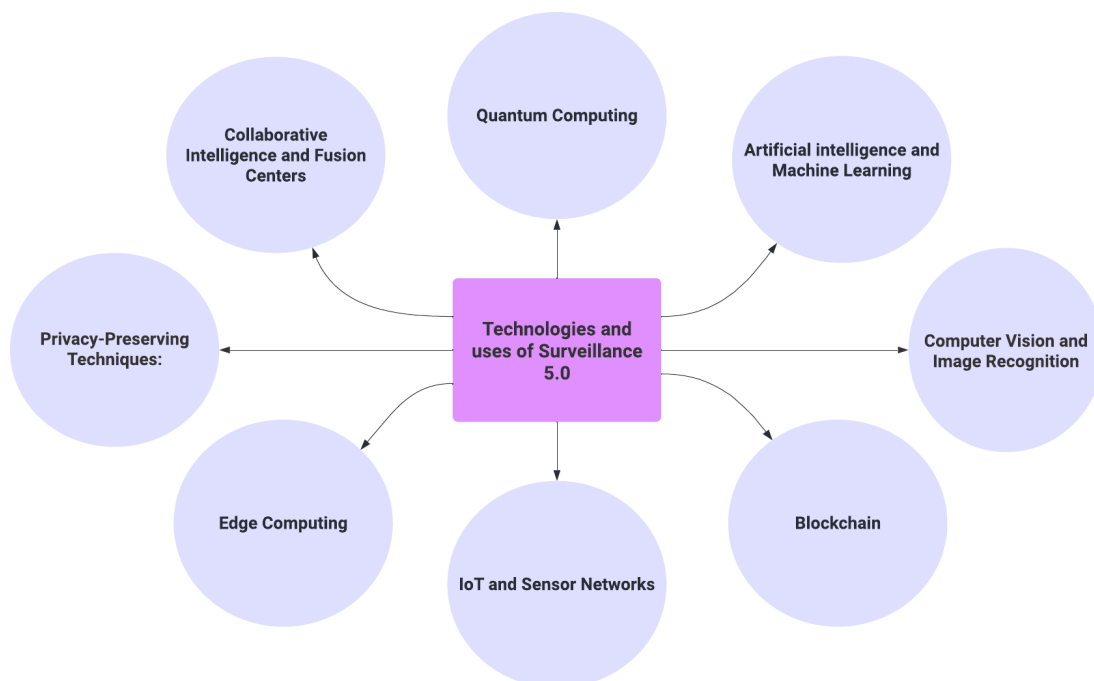 Quantum Computing
Collaborative
Intelligence and Fusion
Centers
Artificial intelligence and
Machine Learning
Privacy-Preserving
Techniques:
Technologies and
uses of Surveillance
5.0
Computer Vision and
Image Recognition
Edge Computing
Blockchain
IoT and Sensor Networks